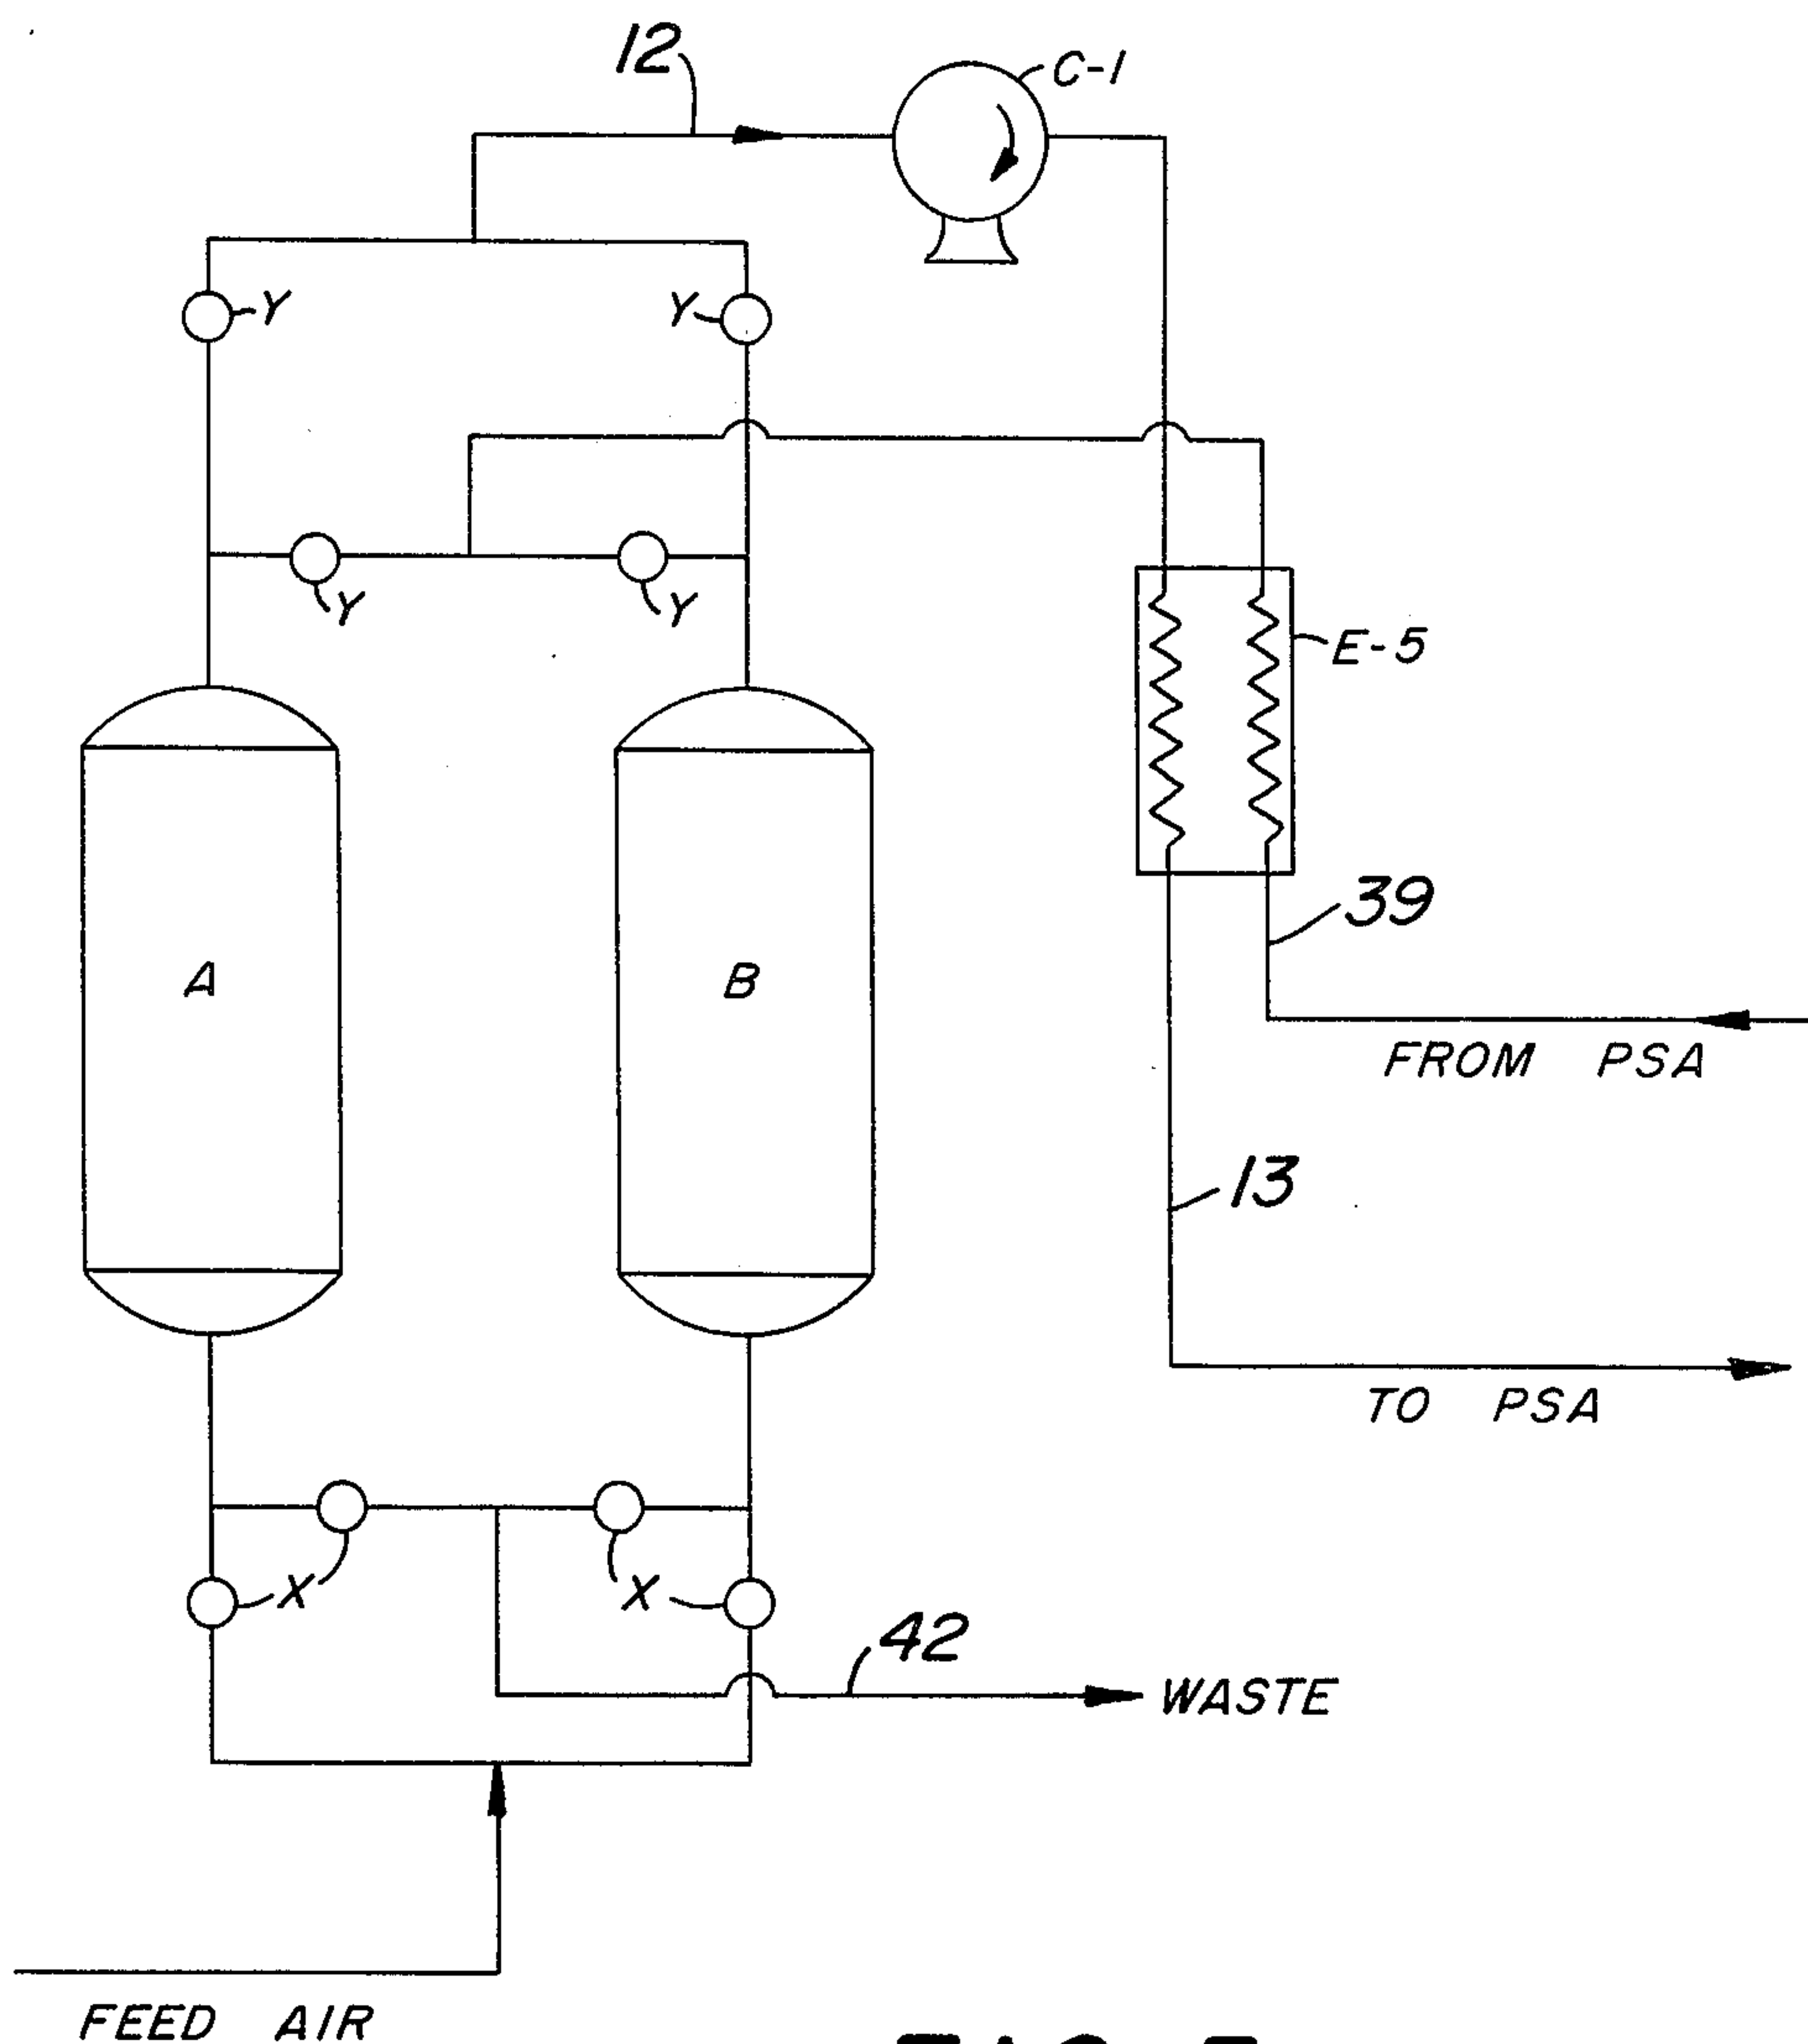 12
C-1
Y
Y
Y
Y
E-5
A
B
39
FROM PSA
13
TO PSA
X
X
42
WASTE
FEED AIR